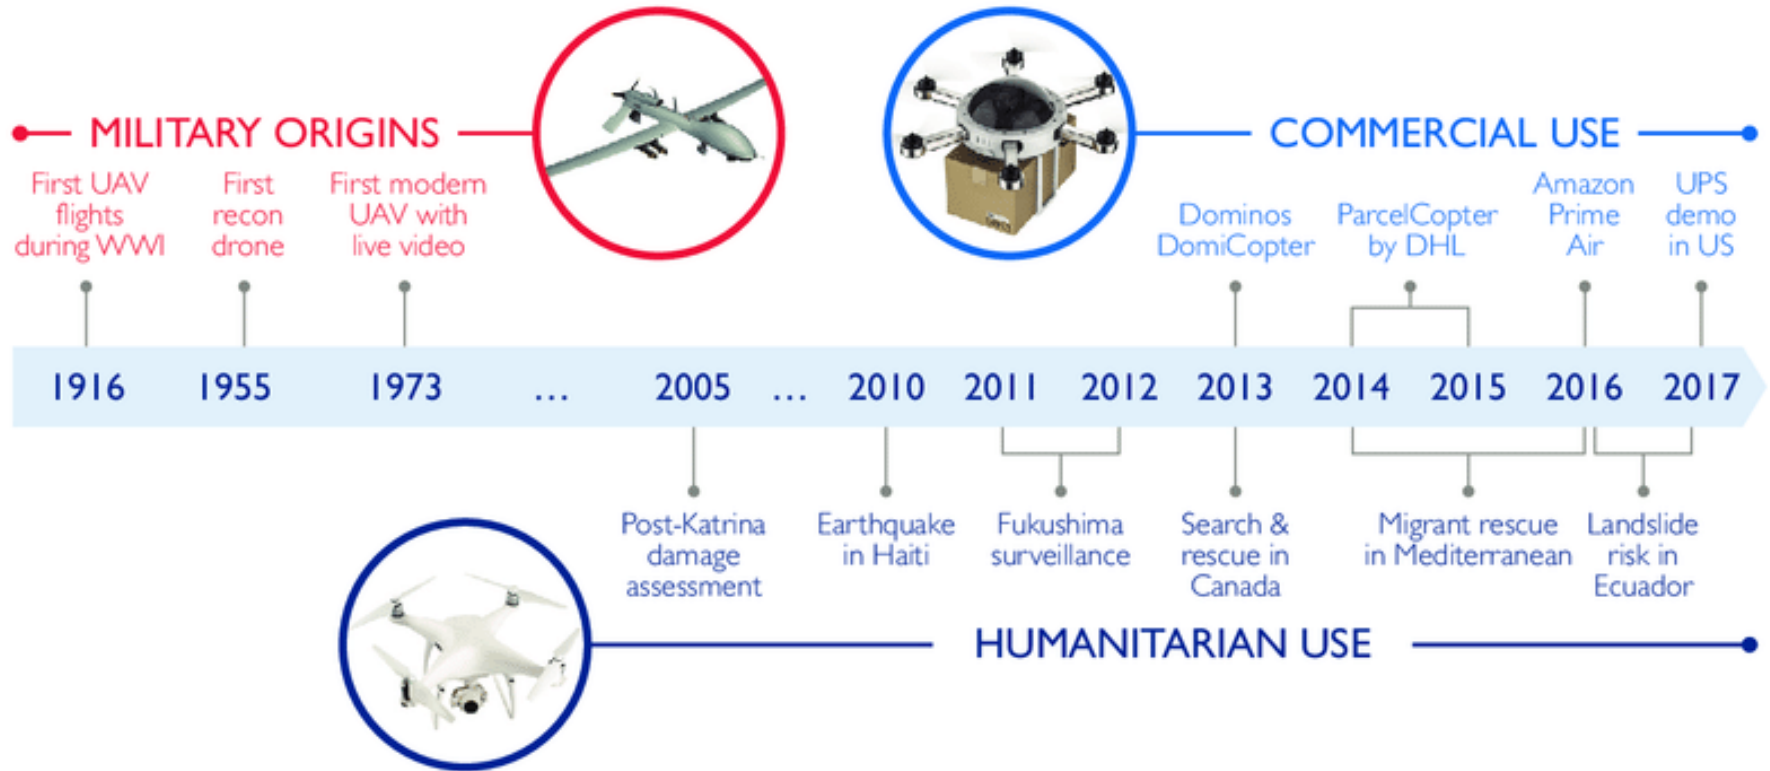 MILITARY ORIGINS
First UAV
flights
during WWI
First
recon
drone
First modern
UAV with
live video
COMMERCIAL USE
Dominos
DomiCopter
ParcelCopter
by DHL
Amazon
Prime
Air
UPS
demo
in US
1916 1955 1973 ... 2005 ... 2010 2011 2012 2013 2014 2015 2016 2017
Post-Katrina
damage
assessment
Earthquake
in Haiti
Fukushima
surveillance
Search &
rescue in
Canada
Migrant rescue
in Mediterranean
Landslide
risk in
Ecuador
HUMANITARIAN USE